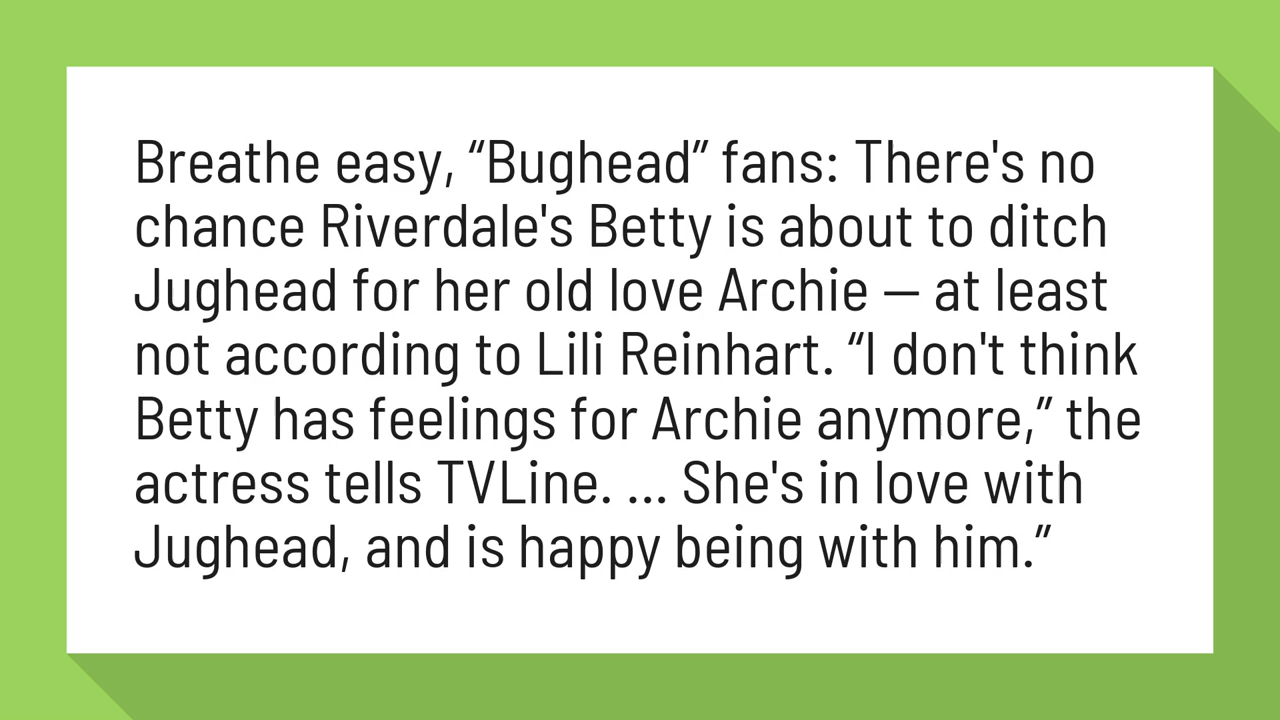 Breathe easy, “Bughead” fans: There's no
chance Riverdale's Betty is about to ditch
Jughead for her old love Archie — at least
not according to Lili Reinhart. “I don't think
Betty has feelings for Archie anymore,” the
actress tells TVLine. ... She's in love with
Jughead, and is happy being with him.”